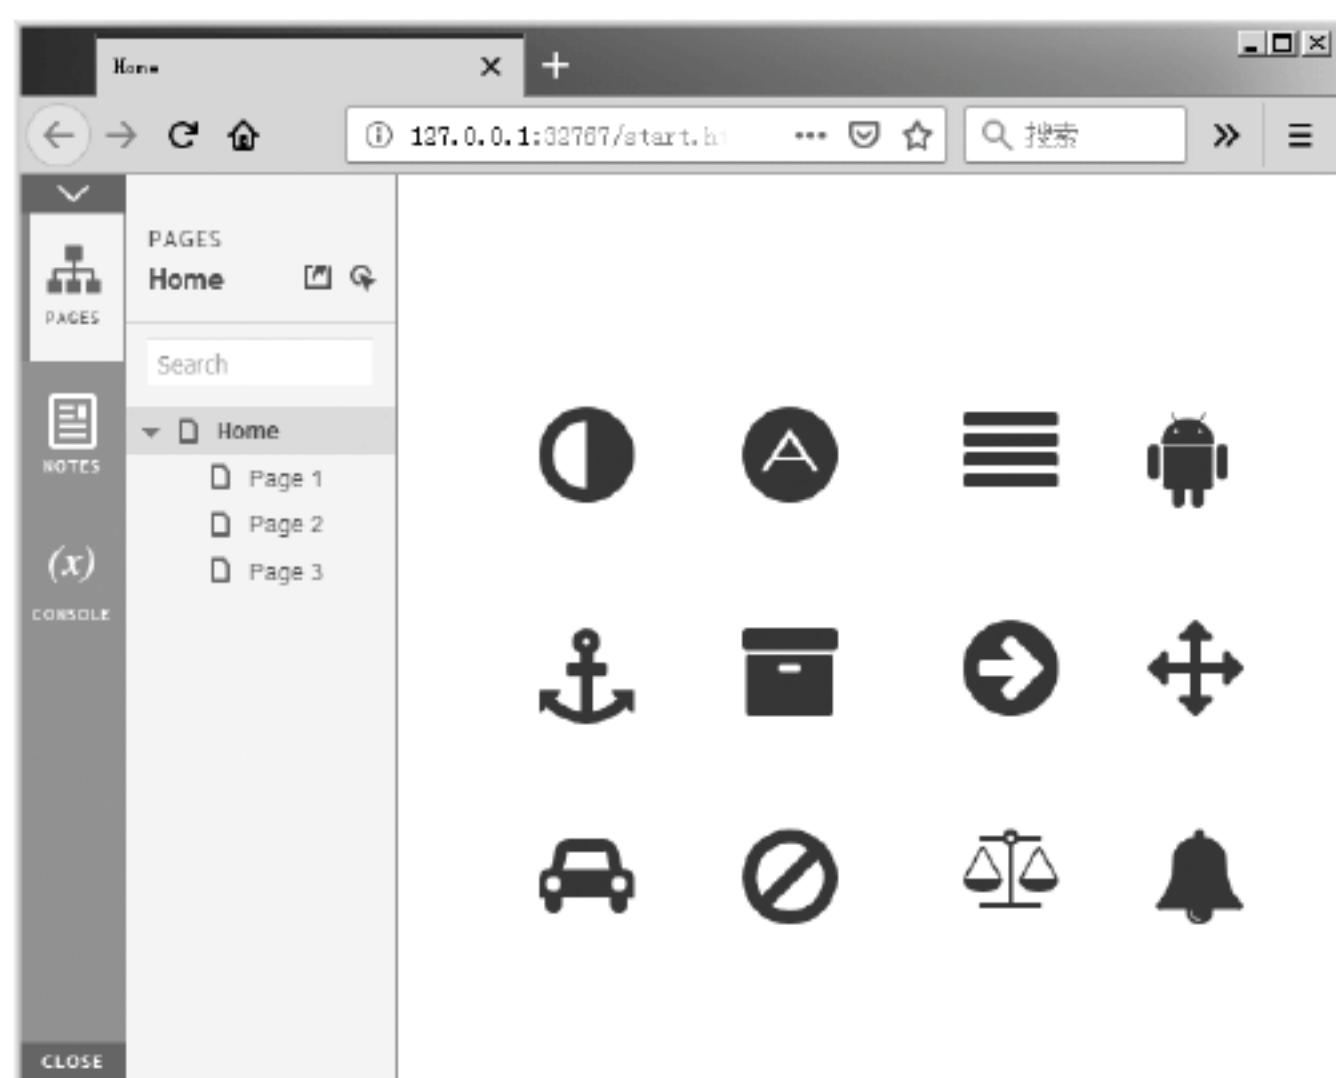 Home
127.0.0.1:32767/start.h
搜索
PAGES
Home
PAGES
Search
Home
NOTES
Page 1
Page 2
Page 3
(x)
CONSOLE
CLOSE